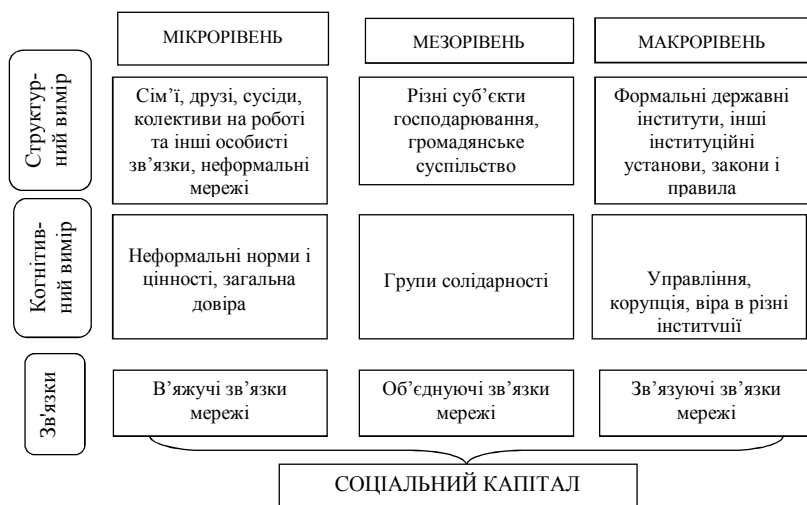 МІКРОРІВЕНЬ
МЕЗОРІВЕНЬ
МАКРОРІВЕНЬ
Структур-
ний вимір
Сім’ї, друзі, сусіди,
колективи на роботі
та інші особисті
зв’язки, неформальні
мережі
Різні суб’єкти
господарювання,
громадянське
суспільство
Формальні державні
інститути, інші
інституційні
установи, закони і
правила
Когнітив-
ний вимір
Неформальні норми і
цінності, загальна
довіра
Групи солідарності
Управління,
корупція, віра в різні
інституції
Зв'язки
В’яжучі зв’язки
мережі
Об’єднуючі зв’язки
мережі
Зв’язуючі зв’язки
мережі
СОЦІАЛЬНИЙ КАПІТАЛ